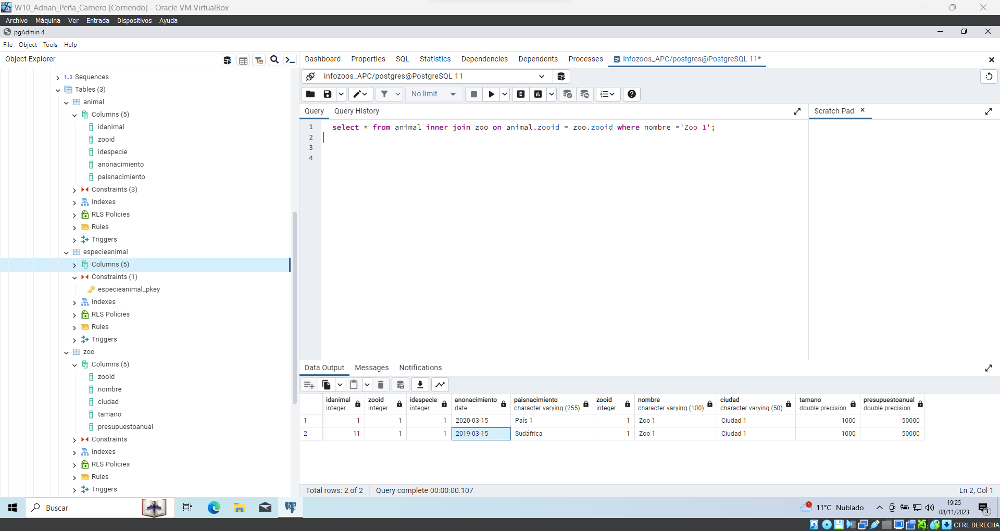 W10_Adrian_Peña_Carnero [Corriendo] - Oracle VM VirtualBox
Archivo Máquina Ver Entrada Dispositivos Ayuda
pgAdmin 4
File Object Tools Help
Object Explorer
Dashboard Properties SQL Statistics Dependencies Dependents Processes infozoos_APC/postgres@PostgreSQL 11*
infozoos_APC/postgres@PostgreSQL 11
No limit
E
Query Query History
Scratch Pad
1 select * from animal inner join zoo on animal.zooid = zoo.zooid where nombre ='Zoo 1';
2
3
4
1..3 Sequences
Tables (3)
animal
Columns (5)
idanimal
zooid
idespecie
anonacimiento
paisnacimiento
Constraints (3)
Indexes
RLS Policies
Rules
Triggers
especieanimal
Columns (5)
Constraints (1)
especieanimal_pkey
Indexes
RLS Policies
Rules
Triggers
zoo
Columns (5)
zooid
nombre
ciudad
tamano
presupuestoanual
Constraints
Indexes
RLS Policies
Rules
Triggers
Data Output Messages Notifications
idanimal zooid idespecie anonacimiento paisnacimiento zooid nombre ciudad tamano presupuestoanual
integer integer integer date character varying (255) integer character varying (100) character varying (50) double precision double precision
1 1 1 1 2020-03-15 País 1 1 Zoo 1 Ciudad 1 1000 50000
2 11 1 1 2019-03-15 Sudáfrica 1 Zoo 1 Ciudad 1 1000 50000
Total rows: 2 of 2 Query complete 00:00:00.107 Ln 2, Col 1
Buscar
1 11°C Nublado
19:25
08/11/2023
3
CTRL DERECHA